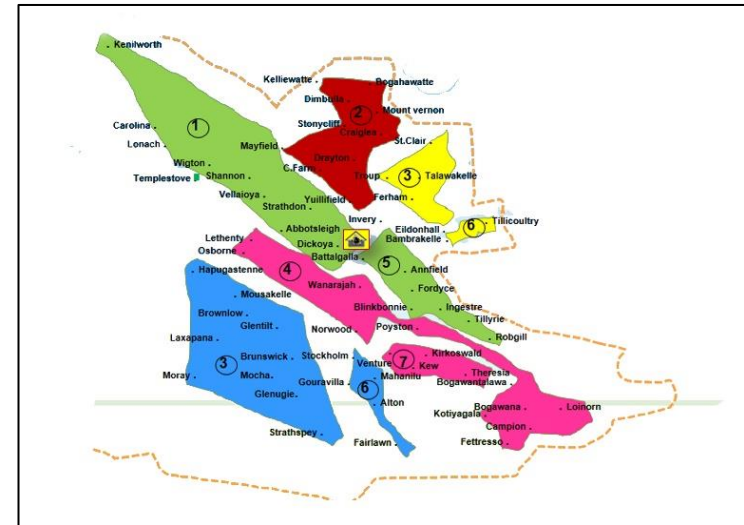 Kenilworth
Kelliewatte
Bogahawatte
Dimbulla
Mount vernon
2
Stonycliff
Craigles
Carolina
1
St.Clair
Lonach
Mayfield
Drayton
Wigton
C.Farm
Troup
3
Talawakelle
Templestove
Shannon
Vellaioya
Yuillifield
Ferham
Strathdon
Invery
6
Tillicoultry
Abbotsleigh
Eildonhall
Lethenty
Dickoya
Bambrakelle
Osborne
Battalgalla
Hapugastenne
4
5
Annfield
Wanarajah
Mousakelle
Fordyce
Brownlow
Blinkbonnie
Ingestre
Glentilt
Tillyrie
Norwood
Poyston
Laxapana
Robgill
3
Brunswick
Stockholm
Venture
7
Kirkoswald
Kew
Moray
Mocha
Gouravilla
6
Mahanilu
Theresia
Bogawantalawa
Glenugie
Alton
Bogawana
Loinorn
Kotiyagala
Campion
Strathspey
Fairlawn
Fettresso